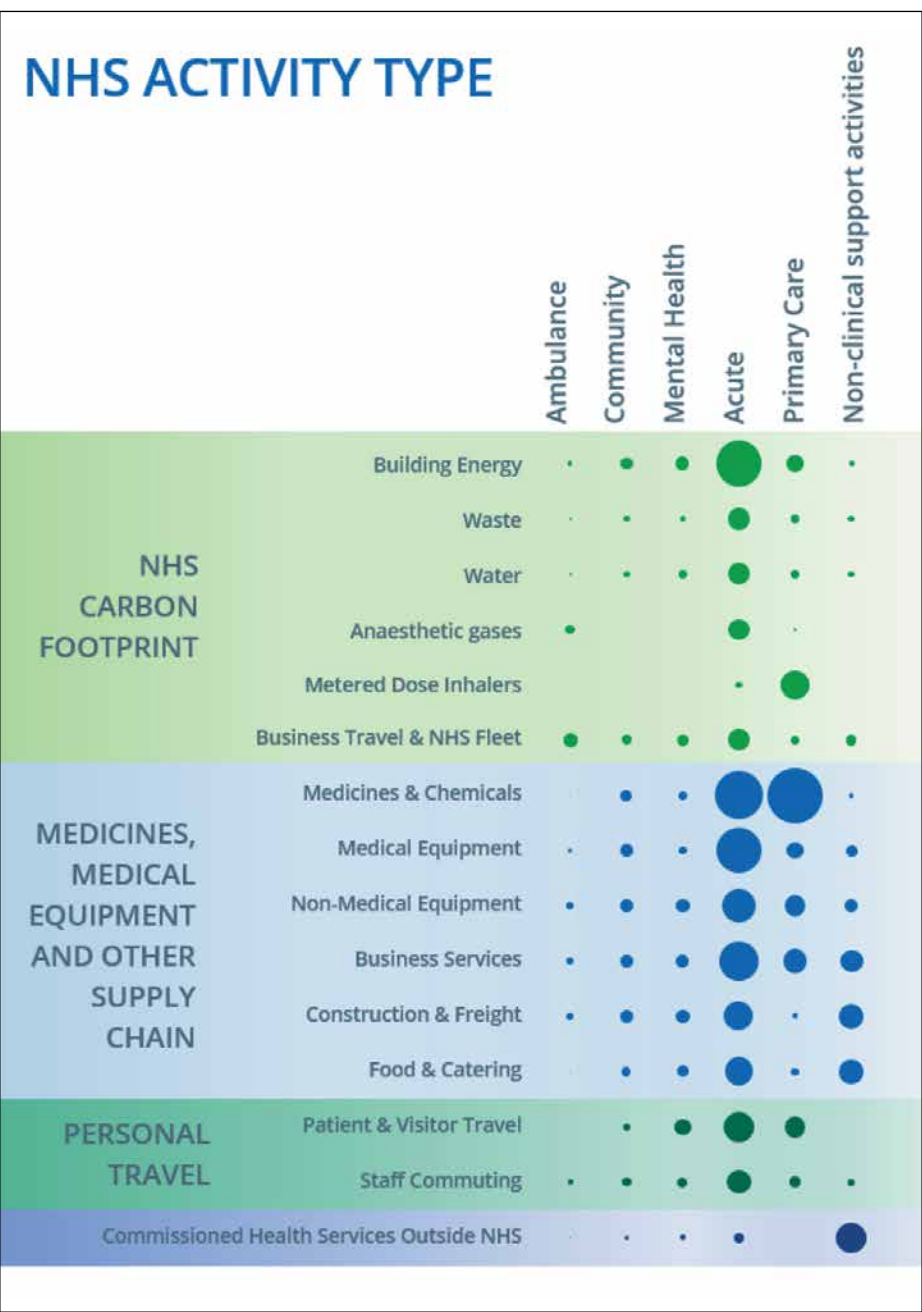 NHS ACTIVITY TYPE
Ambulance
Community
Mental Health
Acute
Primary Care
Non-clinical support activities
NHS
CARBON
FOOTPRINT
Building Energy
Waste
Water
Anaesthetic gases
Metered Dose Inhalers
Business Travel & NHS Fleet
MEDICINES,
MEDICAL
EQUIPMENT
AND OTHER
SUPPLY
CHAIN
Medicines & Chemicals
Medical Equipment
Non-Medical Equipment
Business Services
Construction & Freight
Food & Catering
PERSONAL
TRAVEL
Patient & Visitor Travel
Staff Commuting
Commissioned Health Services Outside NHS